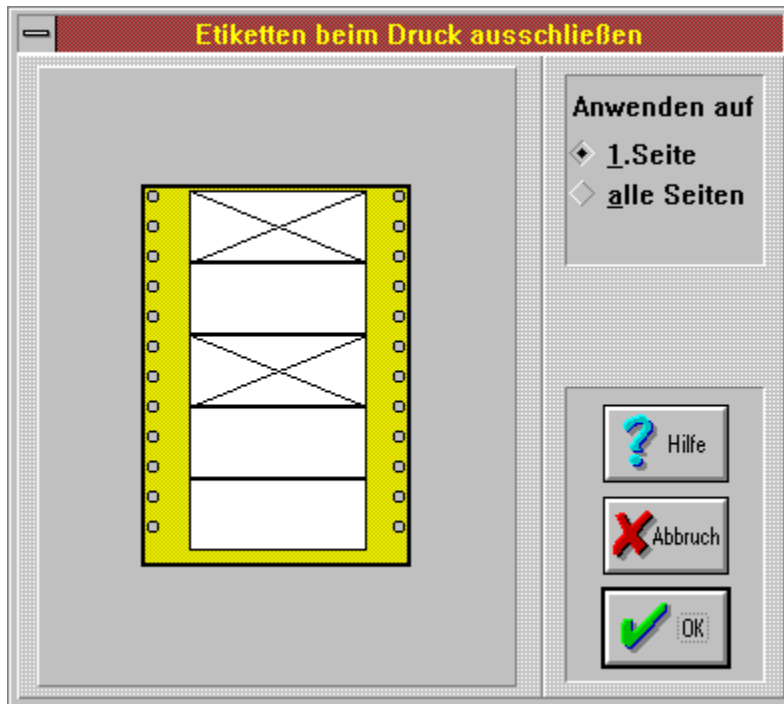 Etiketten beim Druck ausschließen
Anwenden auf
1.Seite
alle Seiten
Hilfe
Abbruch
OK